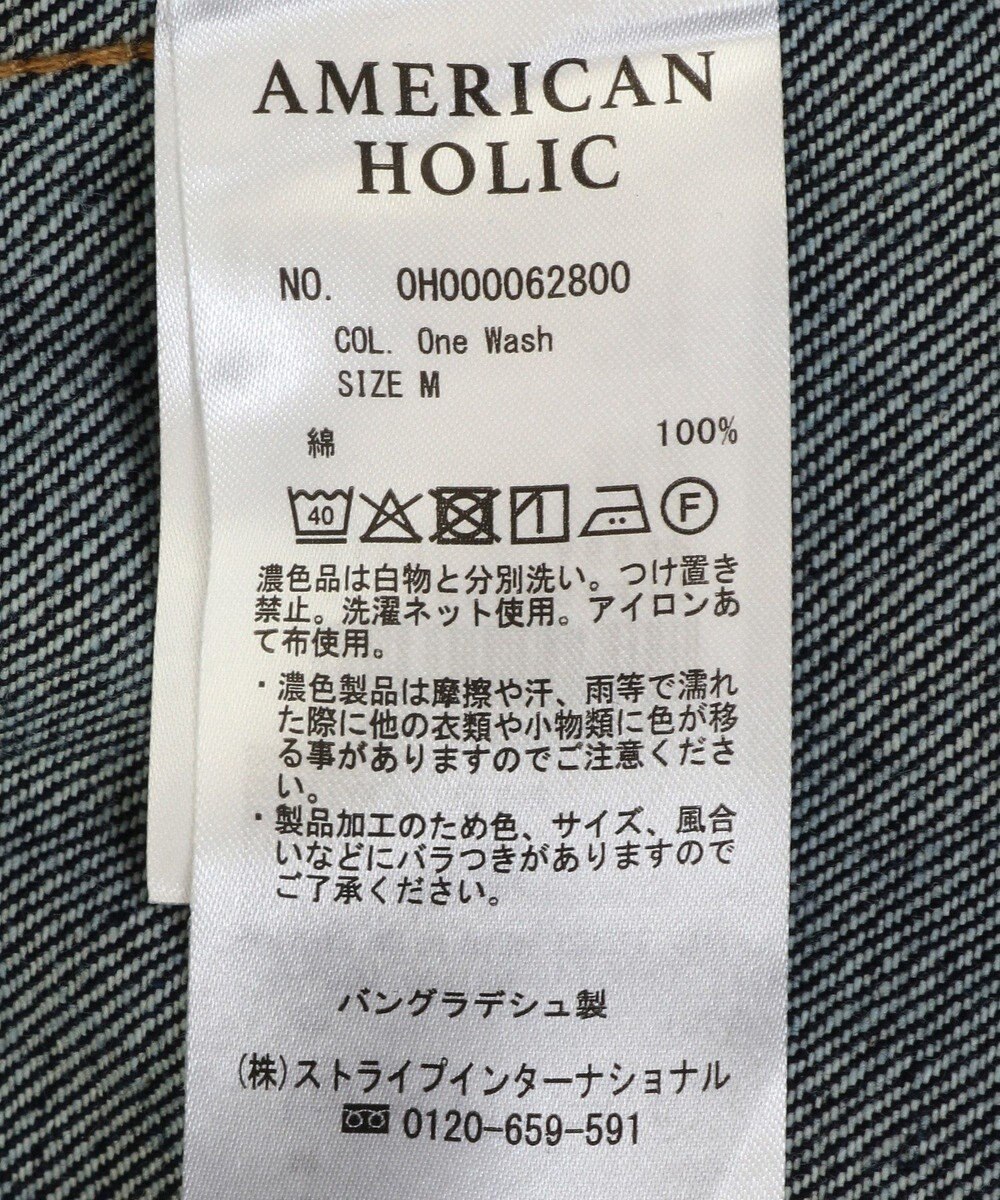 AMERICAN
HOLIC
NO. 0H000062800
COL. One Wash
SIZE M
綿 100%
40 F
濃色品は白物と分別洗い。つけ置き
禁止。洗濯ネット使用。アイロンあ
て布使用。
・濃色製品は摩擦や汗、雨等で濡れ
た際に他の衣類や小物類に色が移
る事がありますのでご注意くださ
い。
・製品加工のため色、サイズ、風合
いなどにバラつきがありますので
ご了承ください。
バングラデシュ製
(株)ストライプインターナショナル
0120-659-591